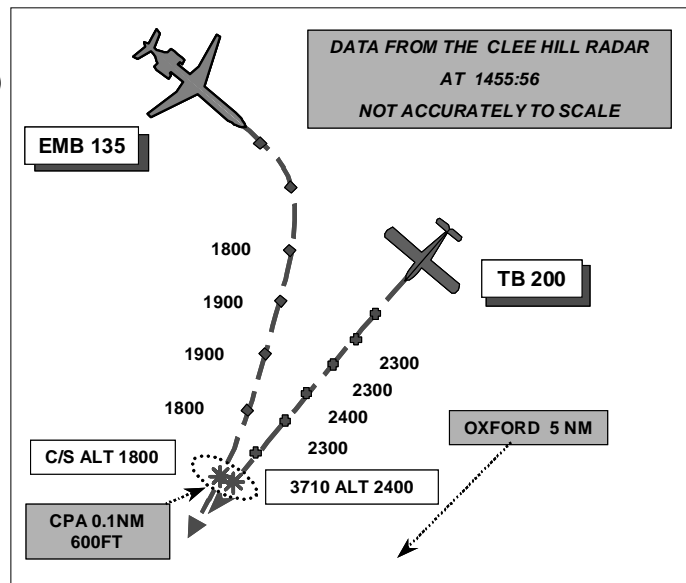 DATA FROM THE CLEE HILL RADAR
AT 1455:56
NOT ACCURATELY TO SCALE
EMB 135
TB 200
1800
1900
1900
1800
2300
2300
2400
2300
OXFORD 5 NM
C/S ALT 1800
3710 ALT 2400
CPA 0.1NM
600FT